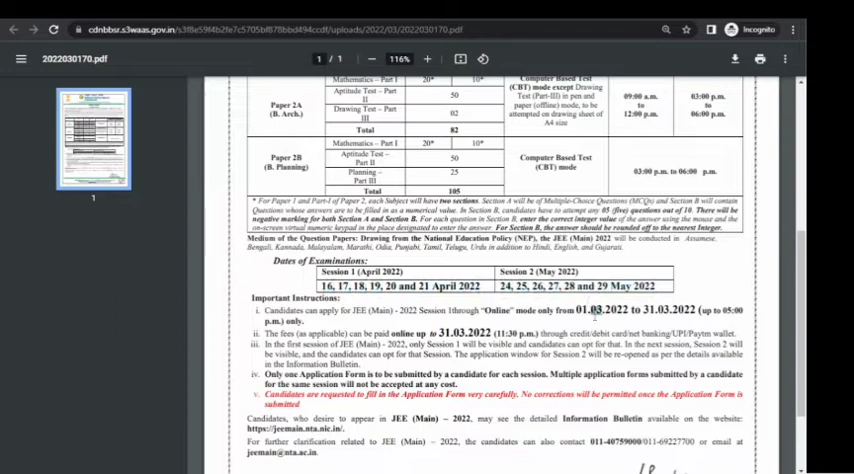 cdnbbsr.s3waas.gov.in/s3f8e59f4b2fe7c5705bf878bbd494ccdf/uploads/2022/03/2022030170.pdf
Incognito
2022030170.pdf
1 / 1
116%
1
Mathematics – Part I 20* 10*
Paper 2A
(B. Arch.)
Aptitude Test – Part
II
50
Drawing Test – Part
III
02
Total 82
Computer Based Test
(CBT) mode except Drawing
Test (Part-III) in pen and
paper (offline) mode, to be
attempted on drawing sheet of
A4 size
09:00 a.m.
to
12:00 p.m.
03:00 p.m.
to
06:00 p.m.
Paper 2B
(B. Planning)
Mathematics – Part I 20* 10*
Aptitude Test –
Part II
50
Planning –
Part III
25
Total 105
Computer Based Test
(CBT) mode
03:00 p.m. to 06:00 p.m.
* For Paper 1 and Part-I of Paper 2, each Subject will have two sections. Section A will be of Multiple-Choice Questions (MCQs) and Section B will contain
Questions whose answers are to be filled in as a numerical value. In Section B, candidates have to attempt any 05 (five) questions out of 10. There will be
negative marking for both Section A and Section B. For each question in Section B, enter the correct integer value of the answer using the mouse and the
on-screen virtual numeric keypad in the place designated to enter the answer. For Section B, the answer should be rounded off to the nearest Integer.
Medium of the Question Papers: Drawing from the National Education Policy (NEP), the JEE (Main) 2022 will be conducted in Assamese,
Bengali, Kannada, Malayalam, Marathi, Odia, Punjabi, Tamil, Telugu, Urdu in addition to Hindi, English, and Gujarati.
Dates of Examinations:
Session 1 (April 2022) Session 2 (May 2022)
16, 17, 18, 19, 20 and 21 April 2022 24, 25, 26, 27, 28 and 29 May 2022
Important Instructions:
i. Candidates can apply for JEE (Main) - 2022 Session 1through “Online” mode only from 01.03.2022 to 31.03.2022 (up to 05:00
p.m.) only.
ii. The fees (as applicable) can be paid online up to 31.03.2022 (11:30 p.m.) through credit/debit card/net banking/UPI/Paytm wallet.
iii. In the first session of JEE (Main) - 2022, only Session 1 will be visible and candidates can opt for that. In the next session, Session 2 will
be visible, and the candidates can opt for that Session. The application window for Session 2 will be re-opened as per the details available
in the Information Bulletin.
iv. Only one Application Form is to be submitted by a candidate for each session. Multiple application forms submitted by a candidate
for the same session will not be accepted at any cost.
v. Candidates are requested to fill in the Application Form very carefully. No corrections will be permitted once the Application Form is
submitted
Candidates, who desire to appear in JEE (Main) – 2022, may see the detailed Information Bulletin available on the website:
https://jeemain.nta.nic.in/.
For further clarification related to JEE (Main) – 2022, the candidates can also contact 011-40759000/011-69227700 or email at
jeemain@nta.ac.in.